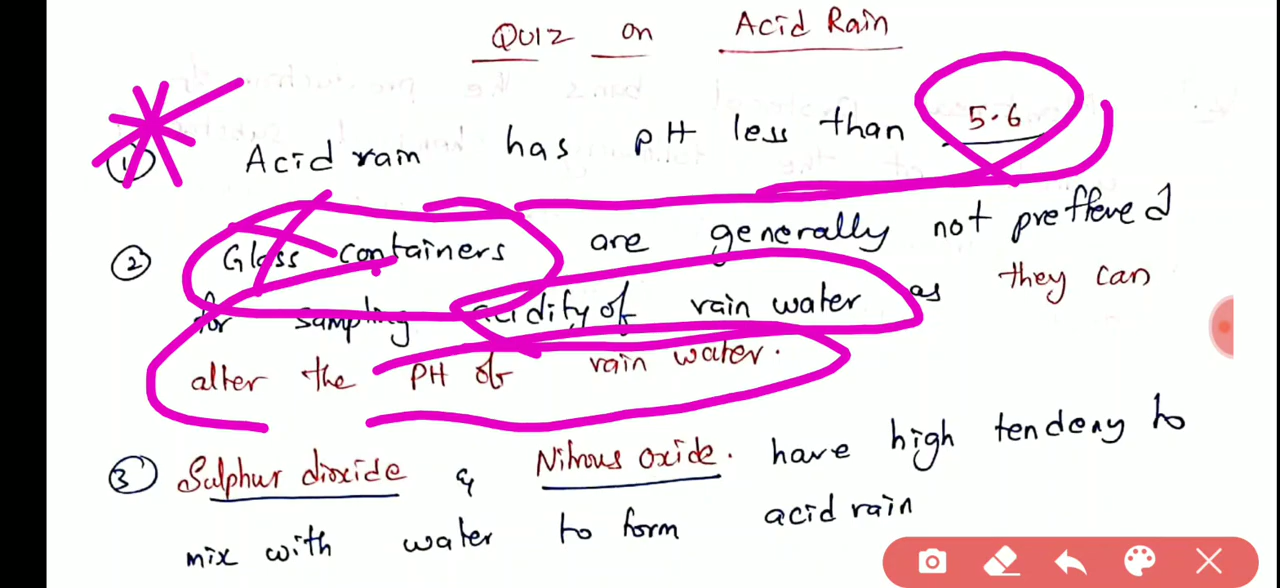 Quiz on Acid Rain
① Acid rain has pH less than 5.6
② Glass containers are generally not preffered
for sampling acidity of rain water as they can
alter the PH of rain water.
③ Sulphur dioxide & Nitrous oxide. have high tendeny to
mix with water to form acid rain